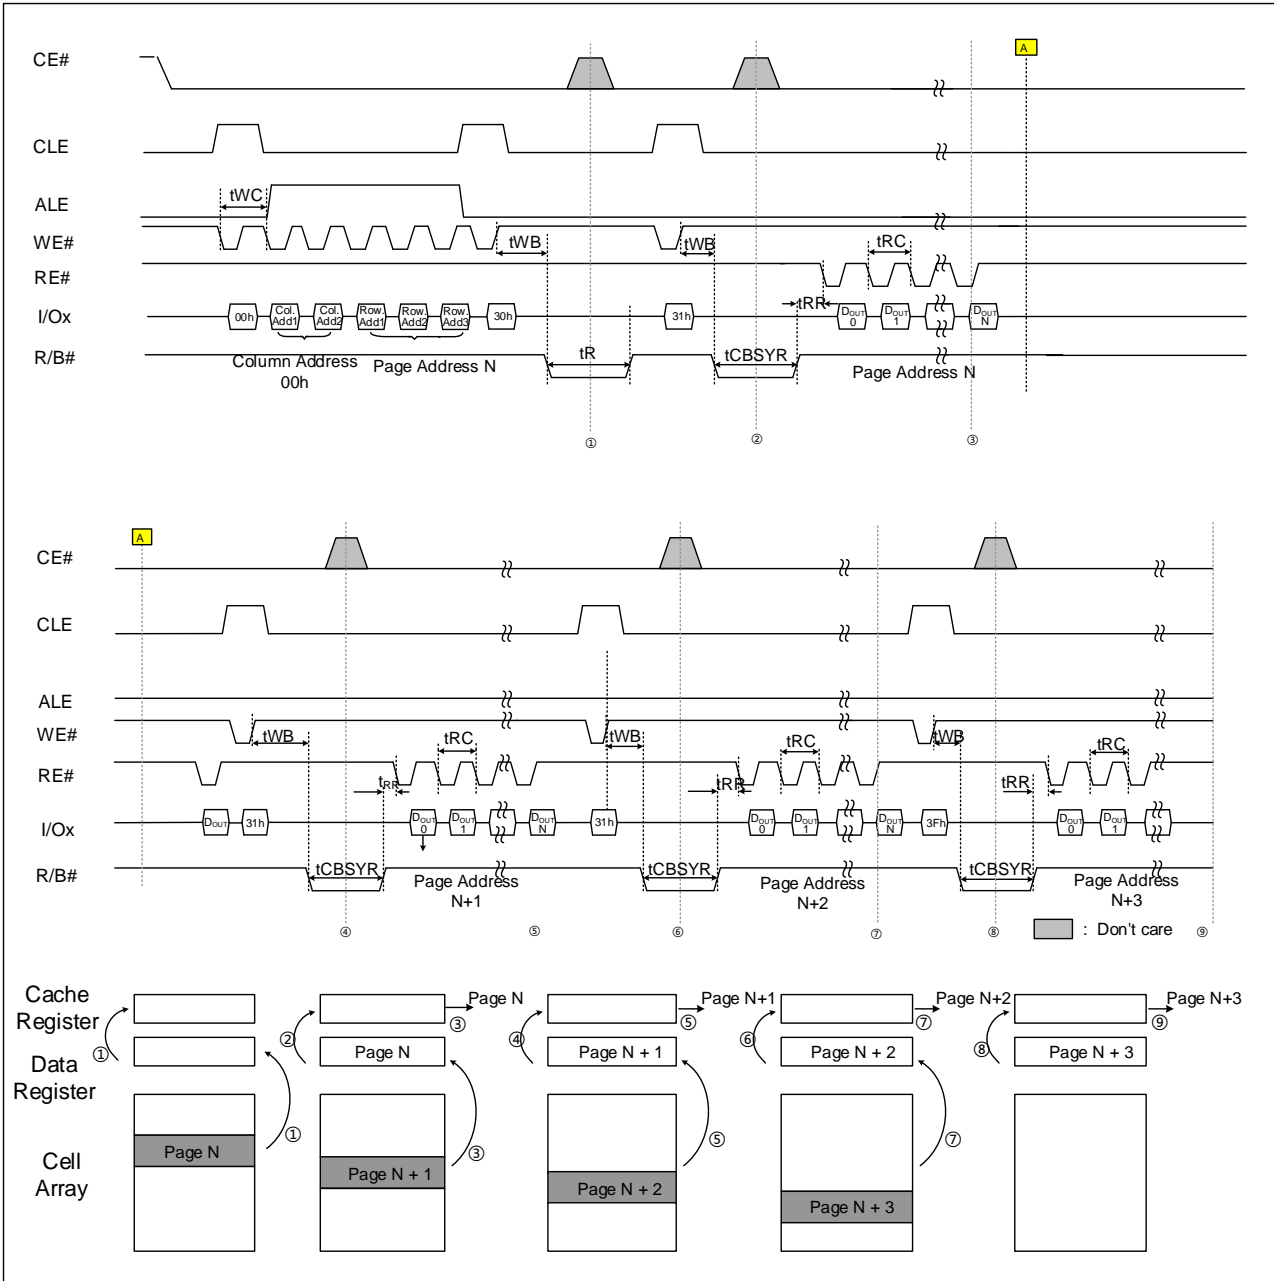 A
CE#
CLE
ALE
tWC
WE#
tWB
tWB
tRC
RE#
tRR
I/Ox
00h
Col. Add1
Col. Add2
Row. Add1
Row. Add2
Row. Add3
30h
31h
DOUT 0
DOUT 1
DOUT N
R/B#
Column Address
00h
Page Address N
tR
tCBSYR
Page Address N
①
②
③
A
CE#
CLE
ALE
WE#
tWB
tRC
tWB
tRC
tWB
tRC
RE#
tRR
tRR
tRR
I/Ox
DOUT
31h
DOUT 0
DOUT 1
DOUT N
31h
DOUT 0
DOUT 1
DOUT N
3Fh
DOUT 0
DOUT 1
R/B#
tCBSYR
Page Address
N+1
tCBSYR
Page Address
N+2
tCBSYR
Page Address
N+3
: Don't care
④
⑤
⑥
⑦
⑧
⑨
Cache
Register
Data
Register
Cell
Array
①
①
Page N
②
③
Page N
Page N
③
Page N + 1
④
⑤
Page N+1
Page N + 1
⑤
Page N + 2
⑥
⑦
Page N+2
Page N + 2
⑦
Page N + 3
⑧
⑨
Page N+3
Page N + 3